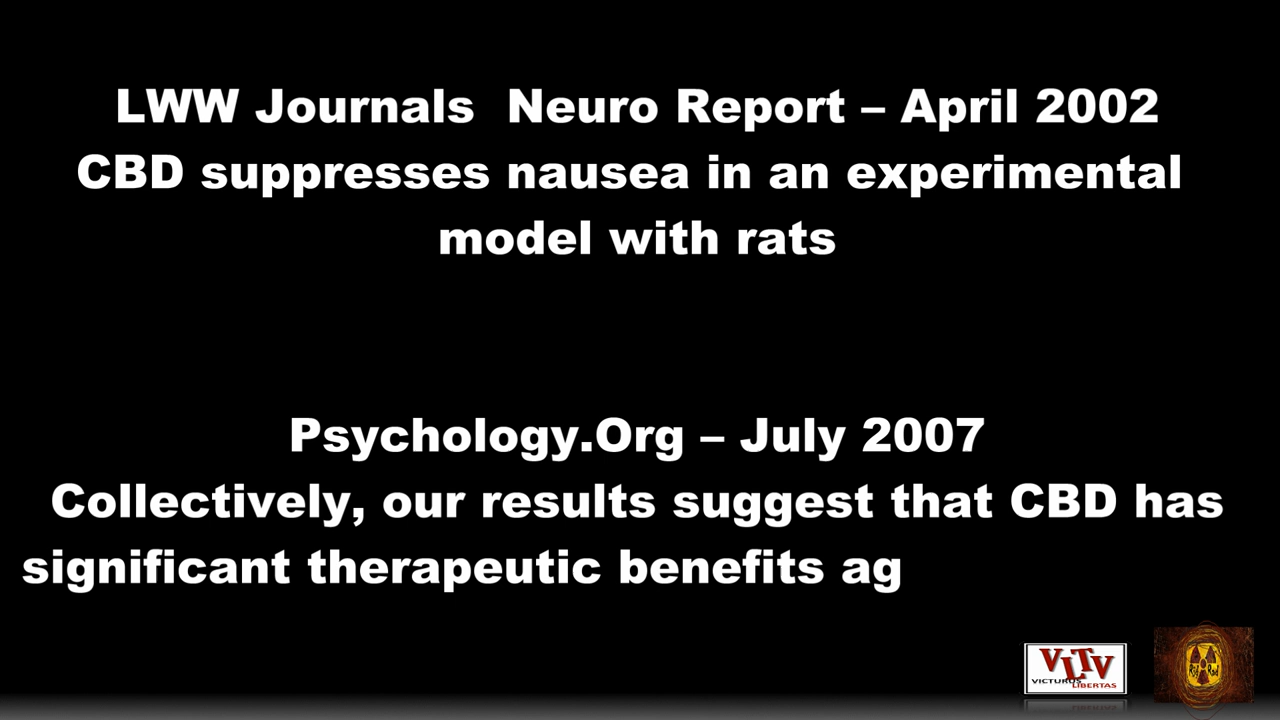 LWW Journals  Neuro Report – April 2002
CBD suppresses nausea in an experimental
model with rats
Psychology.Org – July 2007
Collectively, our results suggest that CBD has
significant therapeutic benefits ag
VLTV
VICTURUS
LIBERTAS